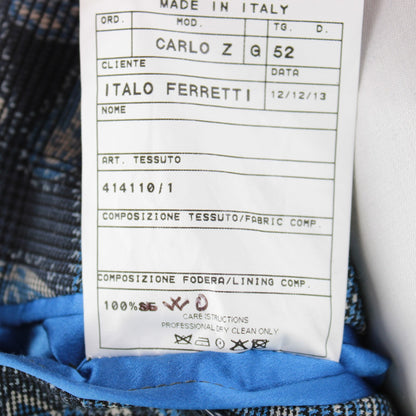 MADE IN ITALY
ORD. MOD. TG. D.
CARLO Z G 52
CLIENTE DATA
ITALO FERRETTI 12/12/13
NOME
ART. TESSUTO
414110/1
COMPOSIZIONE TESSUTO/FABRIC COMP.
COMPOSIZIONE FODERA/LINING COMP.
100%
CARE ISTRUCTIONS
PROFESSIONAL DRY CLEAN ONLY